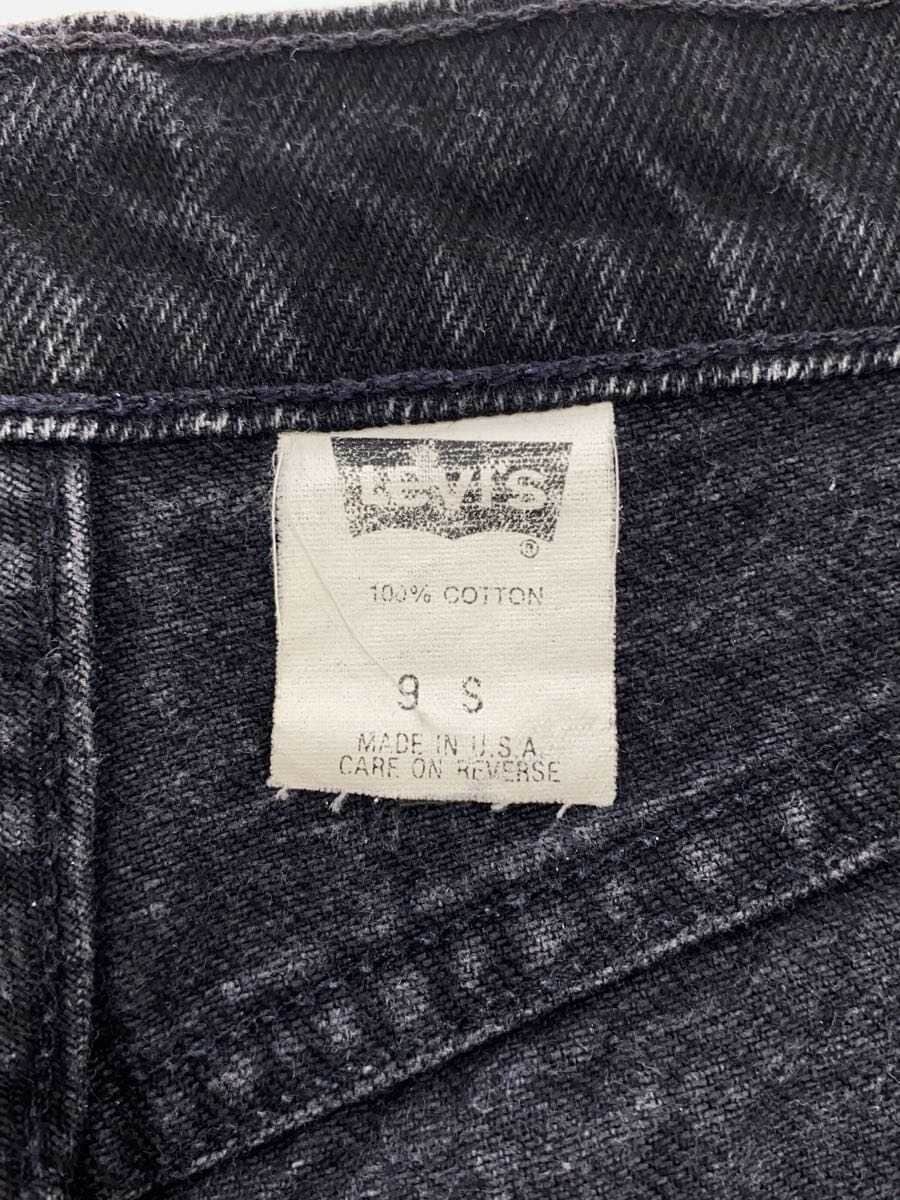 Levi's
®
100% COTTON
9 S
MADE IN U.S.A.
CARE ON REVERSE